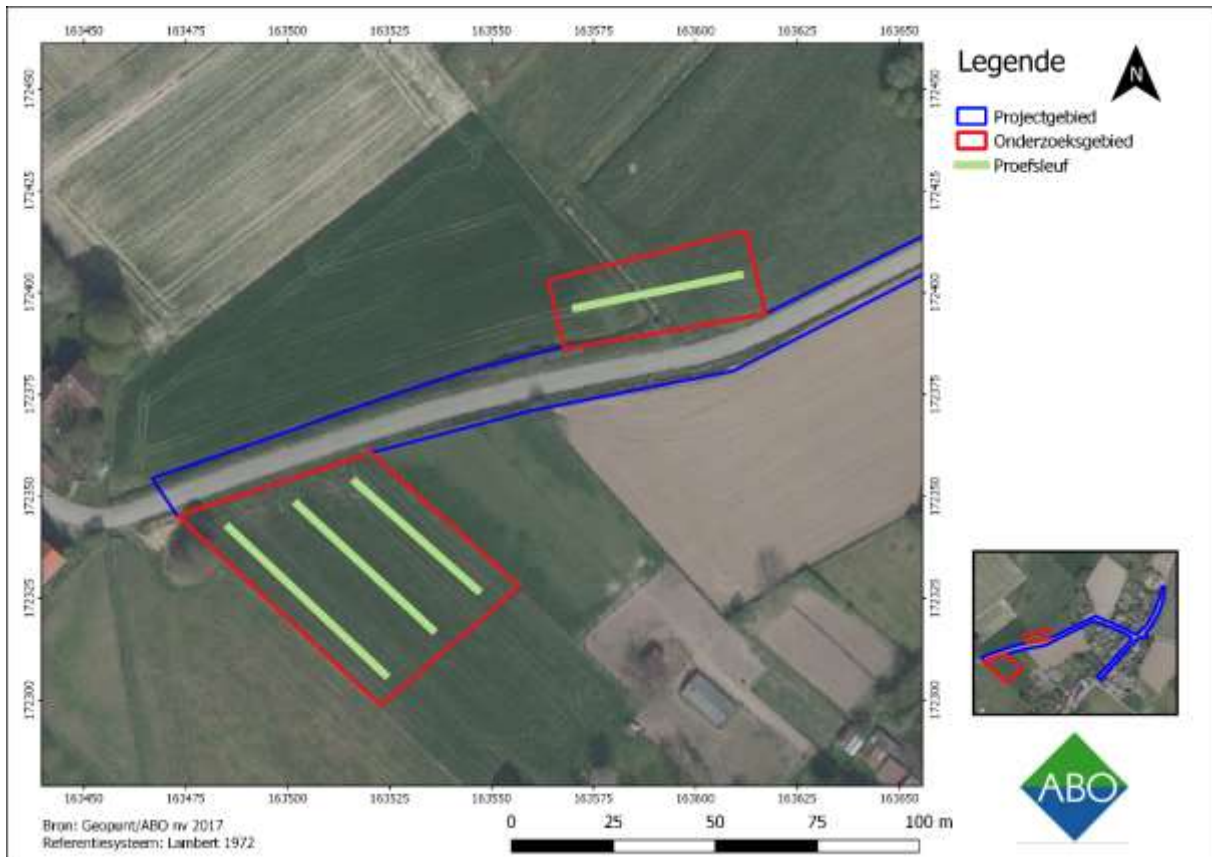 163450 163475 163500 163525 163550 163575 163600 163625 163650
Legende
N
Projectgebied
Onderzoeksgebied
Proefsleuf
172450 172450
172425 172425
172400 172400
172375 172375
172350 172350
172325 172325
172300 172300
163450 163475 163500 163525 163550 163575 163600 163625 163650
ABO
Bron: Geopunt/ABO nv 2017
Referentiesysteem: Lambert 1972
0 25 50 75 100 m